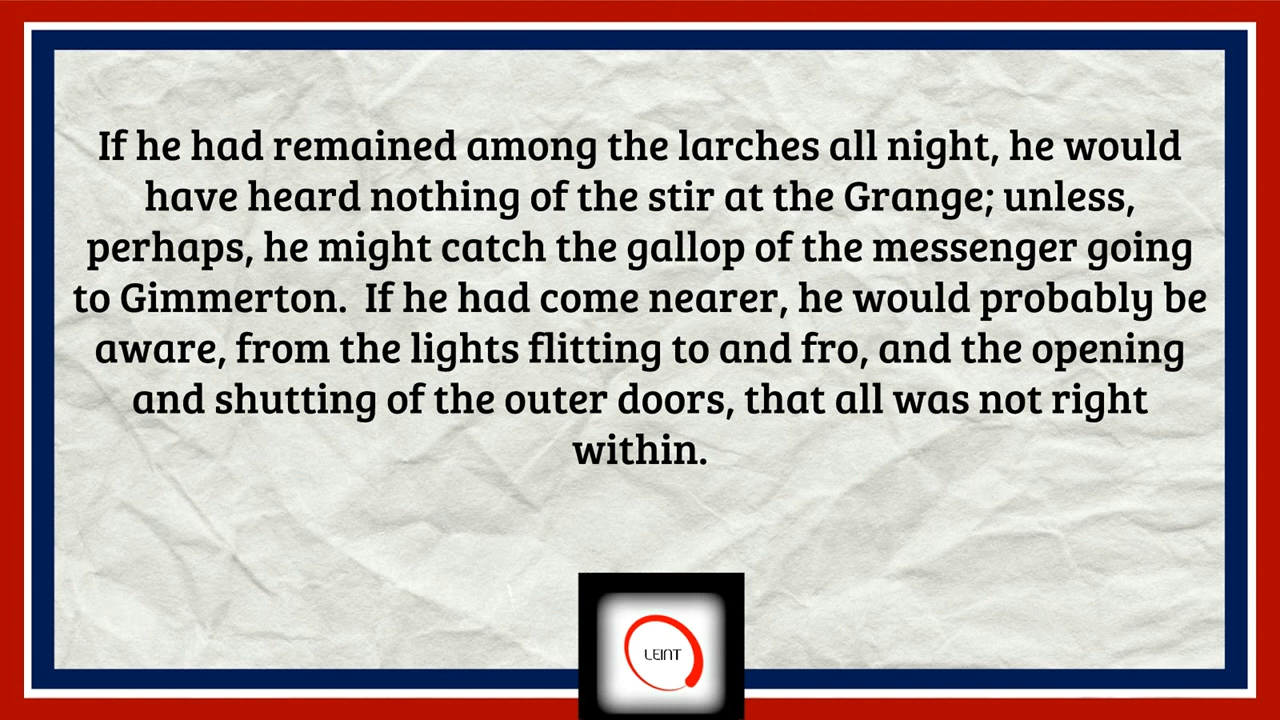 If he had remained among the larches all night, he would
have heard nothing of the stir at the Grange; unless,
perhaps, he might catch the gallop of the messenger going
to Gimmerton.  If he had come nearer, he would probably be
aware, from the lights flitting to and fro, and the opening
and shutting of the outer doors, that all was not right
within.
LEINT